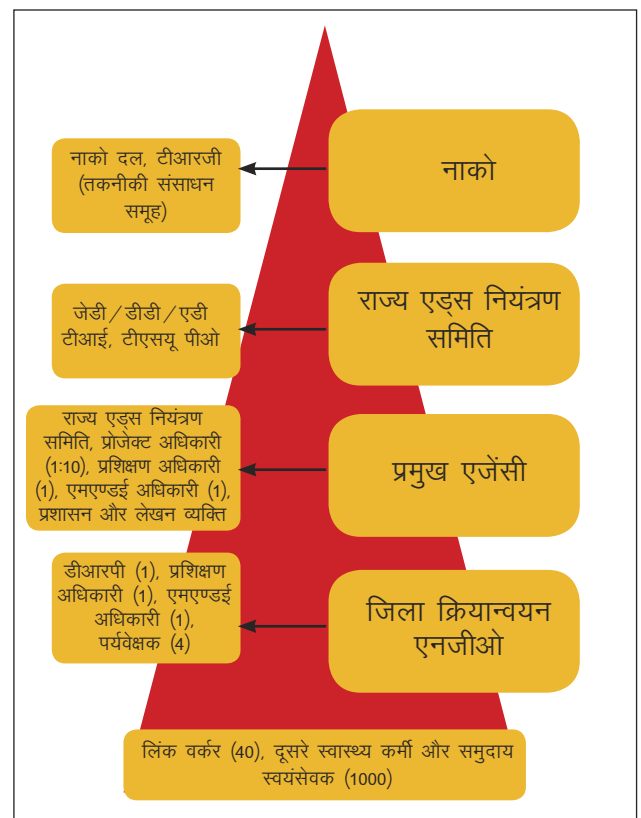 नाको दल, टीआरजी
(तकनीकी संसाधन
समूह)
नाको
जेडी/डीडी/एडी
टीआई, टीएसयू पीओ
राज्य एड्स नियंत्रण
समिति
राज्य एड्स नियंत्रण
समिति, प्रोजेक्ट अधिकारी
(1:10), प्रशिक्षण अधिकारी
(1), एमएण्डई अधिकारी (1),
प्रशासन और लेखन व्यक्ति
प्रमुख एजेंसी
डीआरपी (1), प्रशिक्षण
अधिकारी (1), एमएण्डई
अधिकारी (1),
पर्यवेक्षक (4)
जिला क्रियान्वयन
एनजीओ
लिंक वर्कर (40), दूसरे स्वास्थ्य कर्मी और समुदाय
स्वयंसेवक (1000)